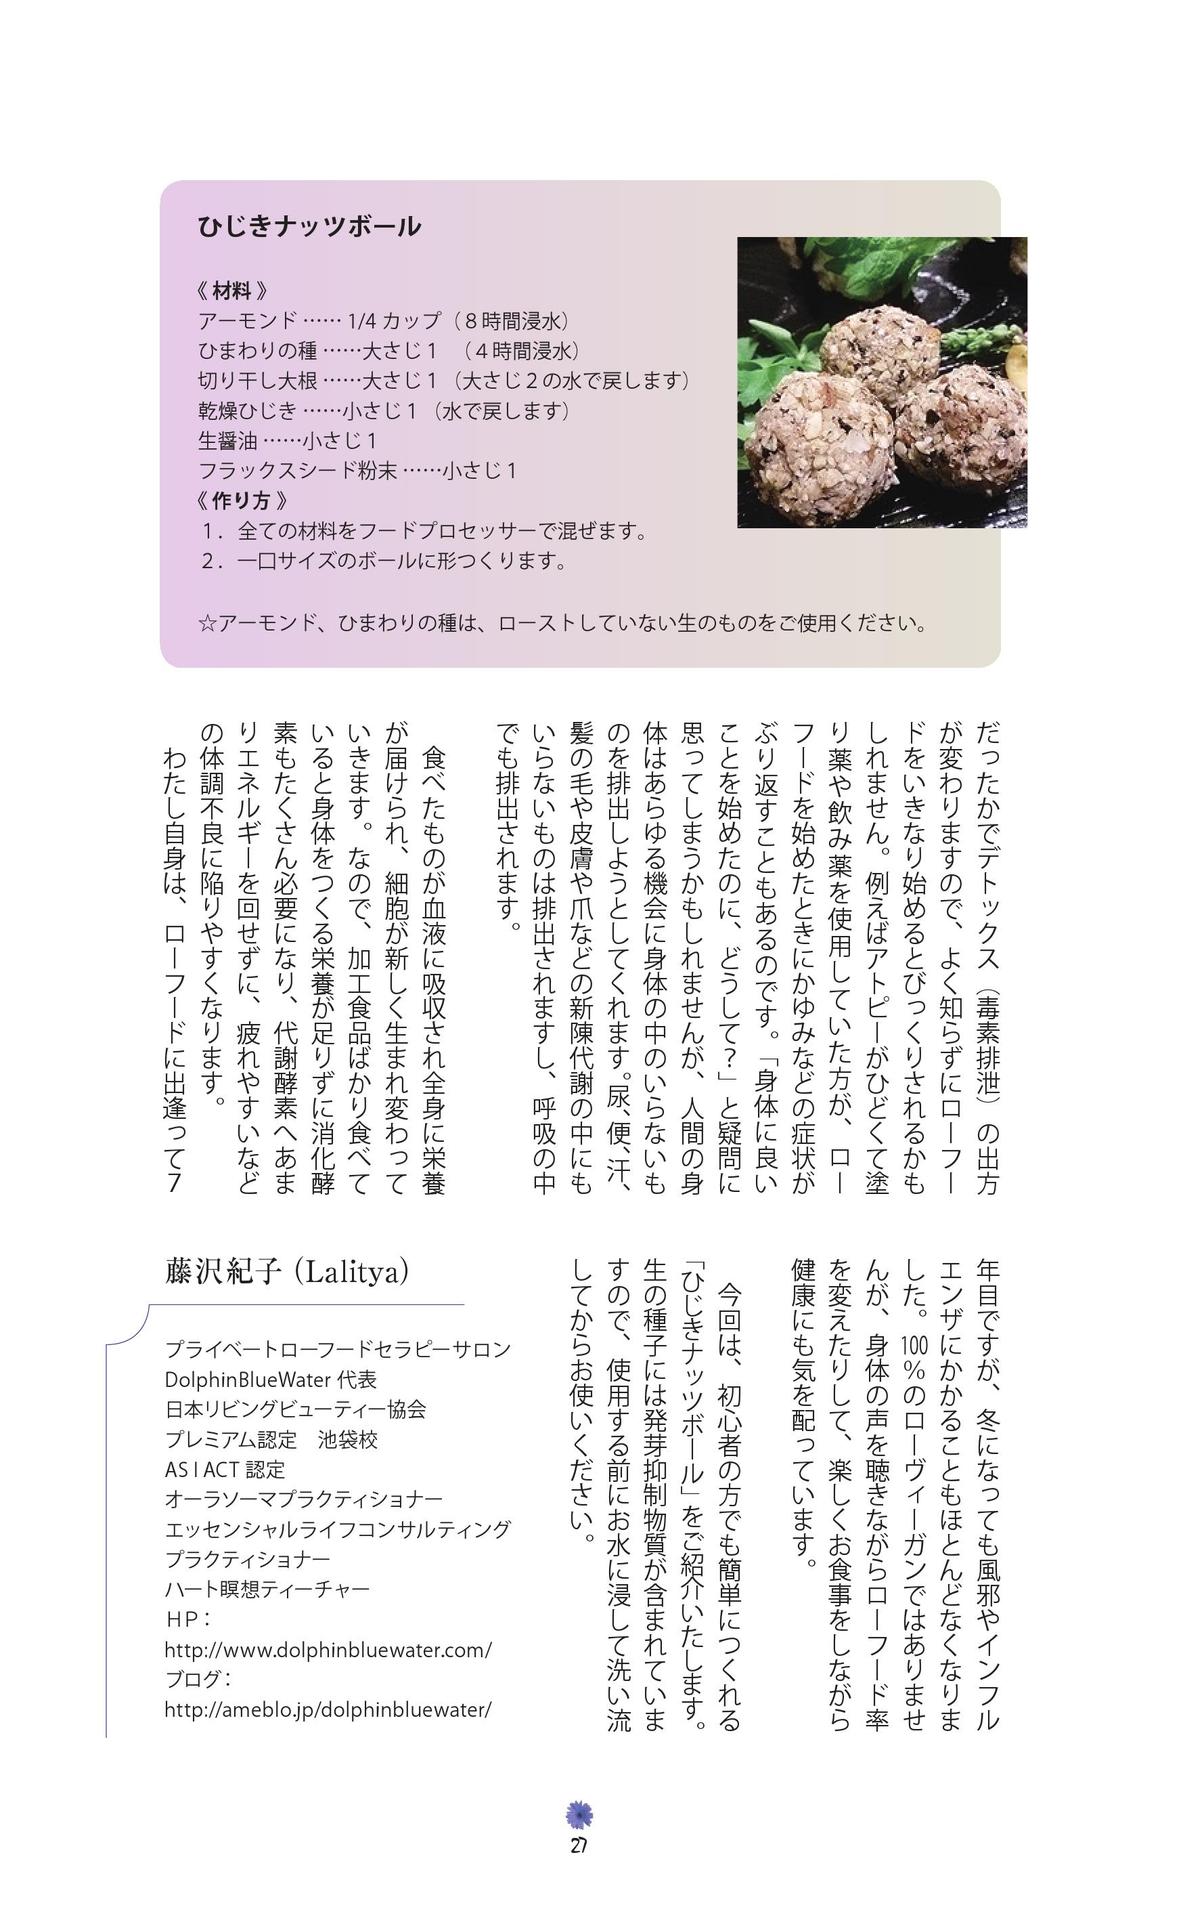 ひじきナッツボール
《 材料 》
アーモンド …… 1/4 カップ（８時間浸水）
ひまわりの種 ……大さじ１　（４時間浸水）
切り干し大根 ……大さじ１（大さじ２の水で戻します）
乾燥ひじき ……小さじ１（水で戻します）
生醤油 ……小さじ１
フラックスシード粉末 ……小さじ１
《 作り方 》
１．全ての材料をフードプロセッサーで混ぜます。
２．一口サイズのボールに形つくります。
☆アーモンド、ひまわりの種は、ローストしていない生のものをご使用ください。
だったかでデトックス（毒素排泄）の出方
が変わりますので、よく知らずにローフー
ドをいきなり始めるとびっくりされるかも
しれません。例えばアトピーがひどくて塗
り薬や飲み薬を使用していた方が、ロー
フードを始めたときにかゆみなどの症状が
ぶり返すこともあるのです。「身体に良い
ことを始めたのに、どうして？」と疑問に
思ってしまうかもしれませんが、人間の身
体はあらゆる機会に身体の中のいらないも
のを排出しようとしてくれます。尿、便、汗、
髪の毛や皮膚や爪などの新陳代謝の中にも
いらないものは排出されますし、呼吸の中
でも排出されます。
食べたものが血液に吸収され全身に栄養
が届けられ、細胞が新しく生まれ変わって
いきます。なので、加工食品ばかり食べて
いると身体をつくる栄養が足りずに消化酵
素もたくさん必要になり、代謝酵素へあま
りエネルギーを回せずに、疲れやすいなど
の体調不良に陥りやすくなります。
わたし自身は、ローフードに出逢って７
年目ですが、冬になっても風邪やインフル
エンザにかかることもほとんどなくなりま
した。100％のローヴィーガンではありませ
んが、身体の声を聴きながらローフード率
を変えたりして、楽しくお食事をしながら
健康にも気を配っています。
今回は、初心者の方でも簡単につくれる
「ひじきナッツボール」をご紹介いたします。
生の種子には発芽抑制物質が含まれていま
すので、使用する前にお水に浸して洗い流
してからお使いください。
藤沢紀子（Lalitya）
プライベートローフードセラピーサロン
DolphinBlueWater 代表
日本リビングビューティー協会
プレミアム認定　池袋校
AS I ACT 認定
オーラソーマプラクティショナー
エッセンシャルライフコンサルティング
プラクティショナー
ハート瞑想ティーチャー
ＨＰ：
http://www.dolphinbluewater.com/
ブログ：
http://ameblo.jp/dolphinbluewater/
27